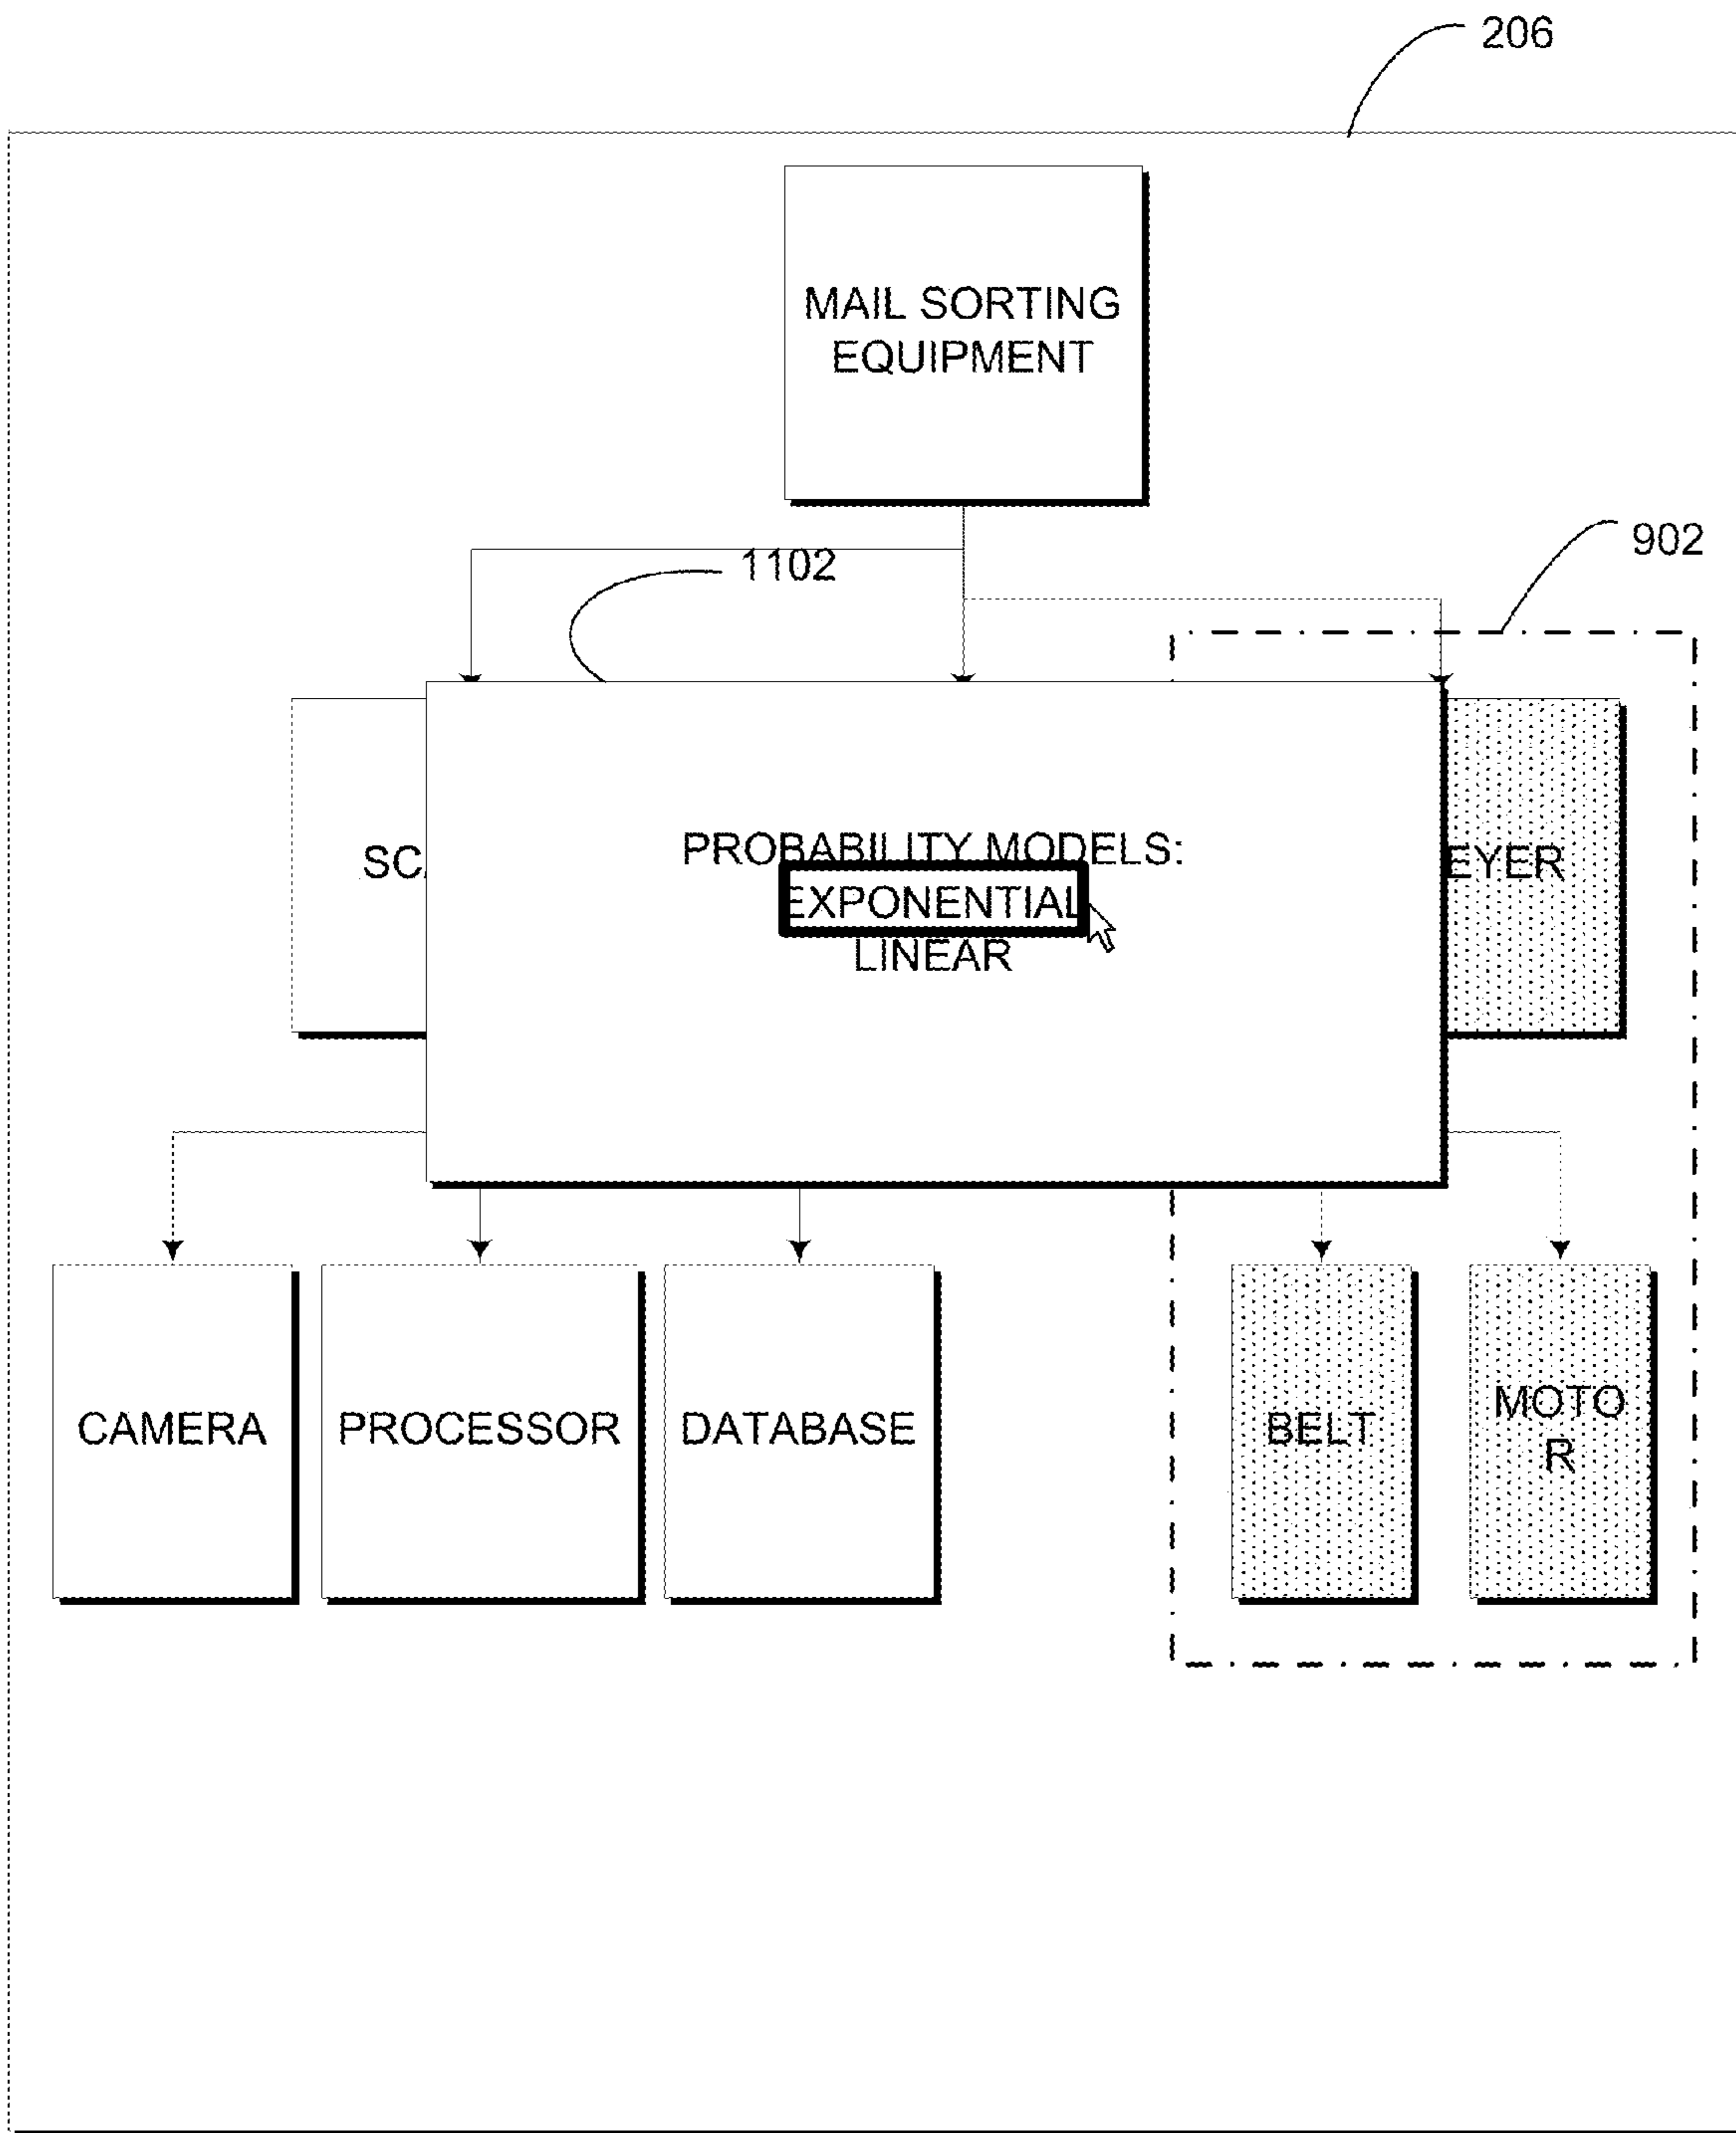 206
MAIL SORTING
EQUIPMENT
902
1102
PROBABILITY MODELS:
EXPONENTIAL
LINEAR
SC
EYER
CAMERA
PROCESSOR
DATABASE
BELT
MOTO
R